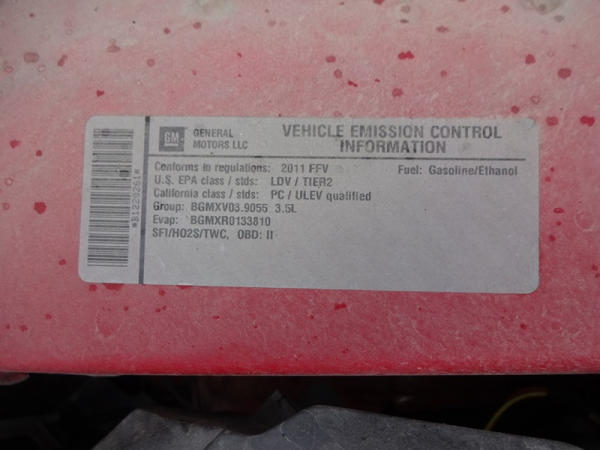 GM GENERAL MOTORS LLC
VEHICLE EMISSION CONTROL
INFORMATION
Conforms to regulations: 2011 FFV Fuel: Gasoline/Ethanol
U.S. EPA class / stds: LDV / TIER2
California class / stds: PC / ULEV qualified
Group: BGMXV03.9055 3.5L
Evap: BGMXR0133810
SFI/HO2S/TWC, OBD: II
*B1229261*